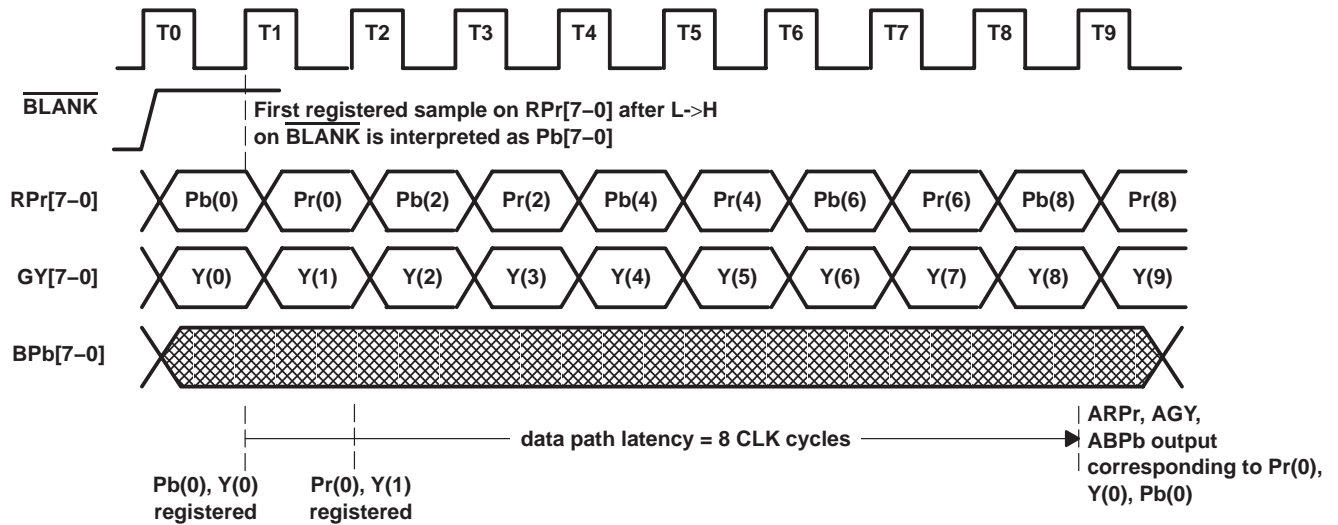 T0 T1 T2 T3 T4 T5 T6 T7 T8 T9
BLANK
First registered sample on RPr[7–0] after L->H
on BLANK is interpreted as Pb[7–0]
RPr[7–0] Pb(0) Pr(0) Pb(2) Pr(2) Pb(4) Pr(4) Pb(6) Pr(6) Pb(8) Pr(8)
GY[7–0] Y(0) Y(1) Y(2) Y(3) Y(4) Y(5) Y(6) Y(7) Y(8) Y(9)
BPb[7–0]
data path latency = 8 CLK cycles
ARPr, AGY,
ABPb output
corresponding to Pr(0),
Y(0), Pb(0)
Pb(0), Y(0)
registered
Pr(0), Y(1)
registered